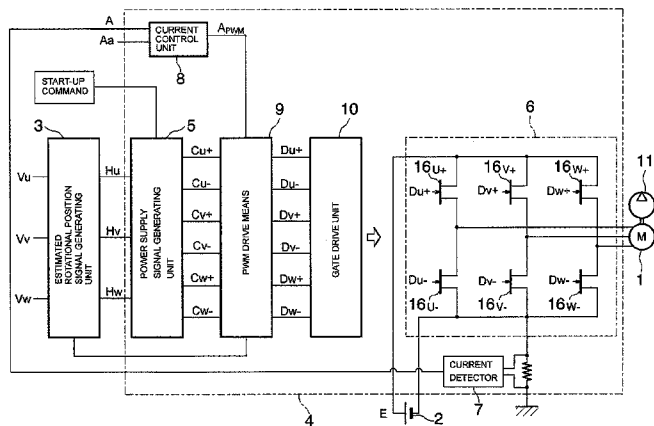 A
Aa
CURRENT
CONTROL
UNIT
8
APWM
START-UP
COMMAND
3
5
9
10
6
11
Vu
Vv
Vw
ESTIMATED
ROTATIONAL POSITION
SIGNAL GENERATING
UNIT
Hu
Hv
Hw
POWER SUPPLY
SIGNAL GENERATING
UNIT
Cu+
Cu-
Cv+
Cv-
Cw+
Cw-
PWM DRIVE MEANS
Du+
Du-
Dv+
Dv-
Dw+
Dw-
GATE DRIVE UNIT
16U+
16V+
16W+
Du+
Dv+
Dw+
M
1
Du-
Dv-
Dw-
16U-
16V-
16W-
CURRENT
DETECTOR
7
4
E
2